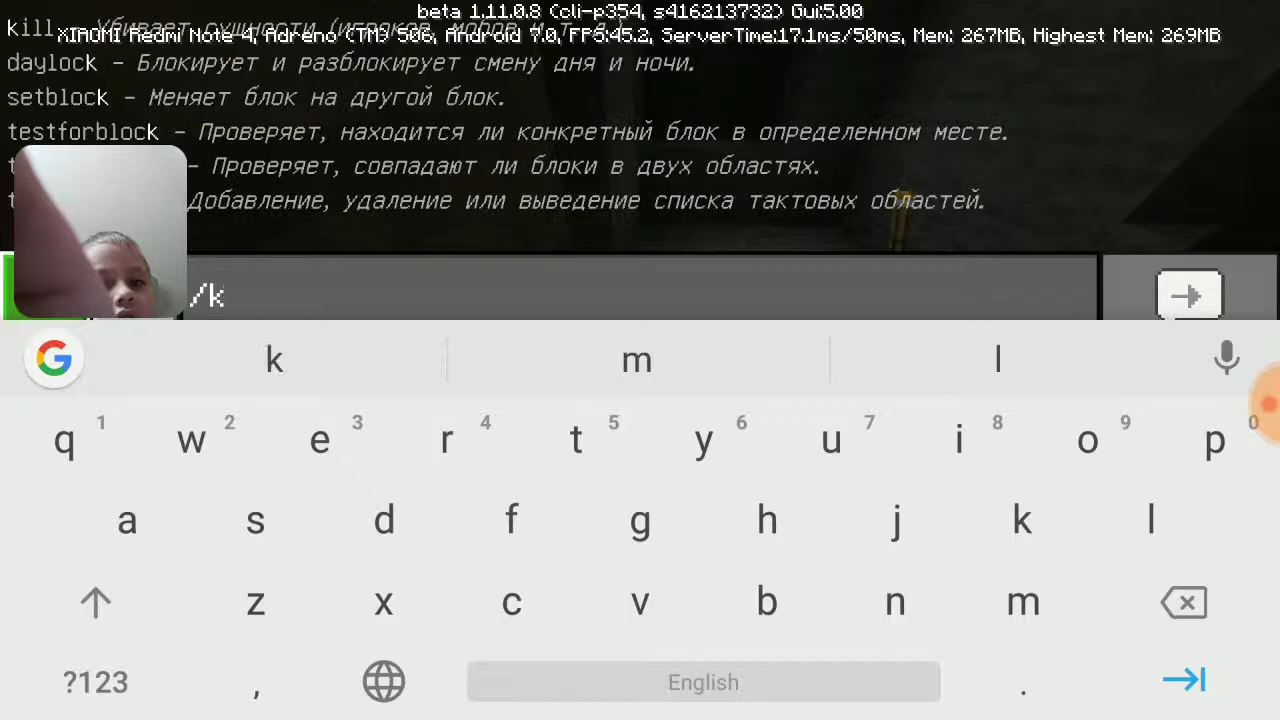 beta 1.11.0.8 (cli-p354, s416213732) Gui:5.00
kill - Убивает сущности (игроков, мобов и т. д.).
XIAOMI Redmi Note 4, Adreno (TM) 506, Android 7.0, FPS:45.2, ServerTime:17.1ms/50ms, Mem: 267MB, Highest Mem: 269MB
daylock - Блокирует и разблокирует смену дня и ночи.
setblock - Меняет блок на другой блок.
testforblock - Проверяет, находится ли конкретный блок в определенном месте.
- Проверяет, совпадают ли блоки в двух областях.
Добавление, удаление или выведение списка тактовых областей.
/k
k m l
q 1 w 2 e 3 r 4 t 5 y 6 u 7 i 8 o 9 p 0
a s d f g h j k l
z x c v b n m
?123 , English .